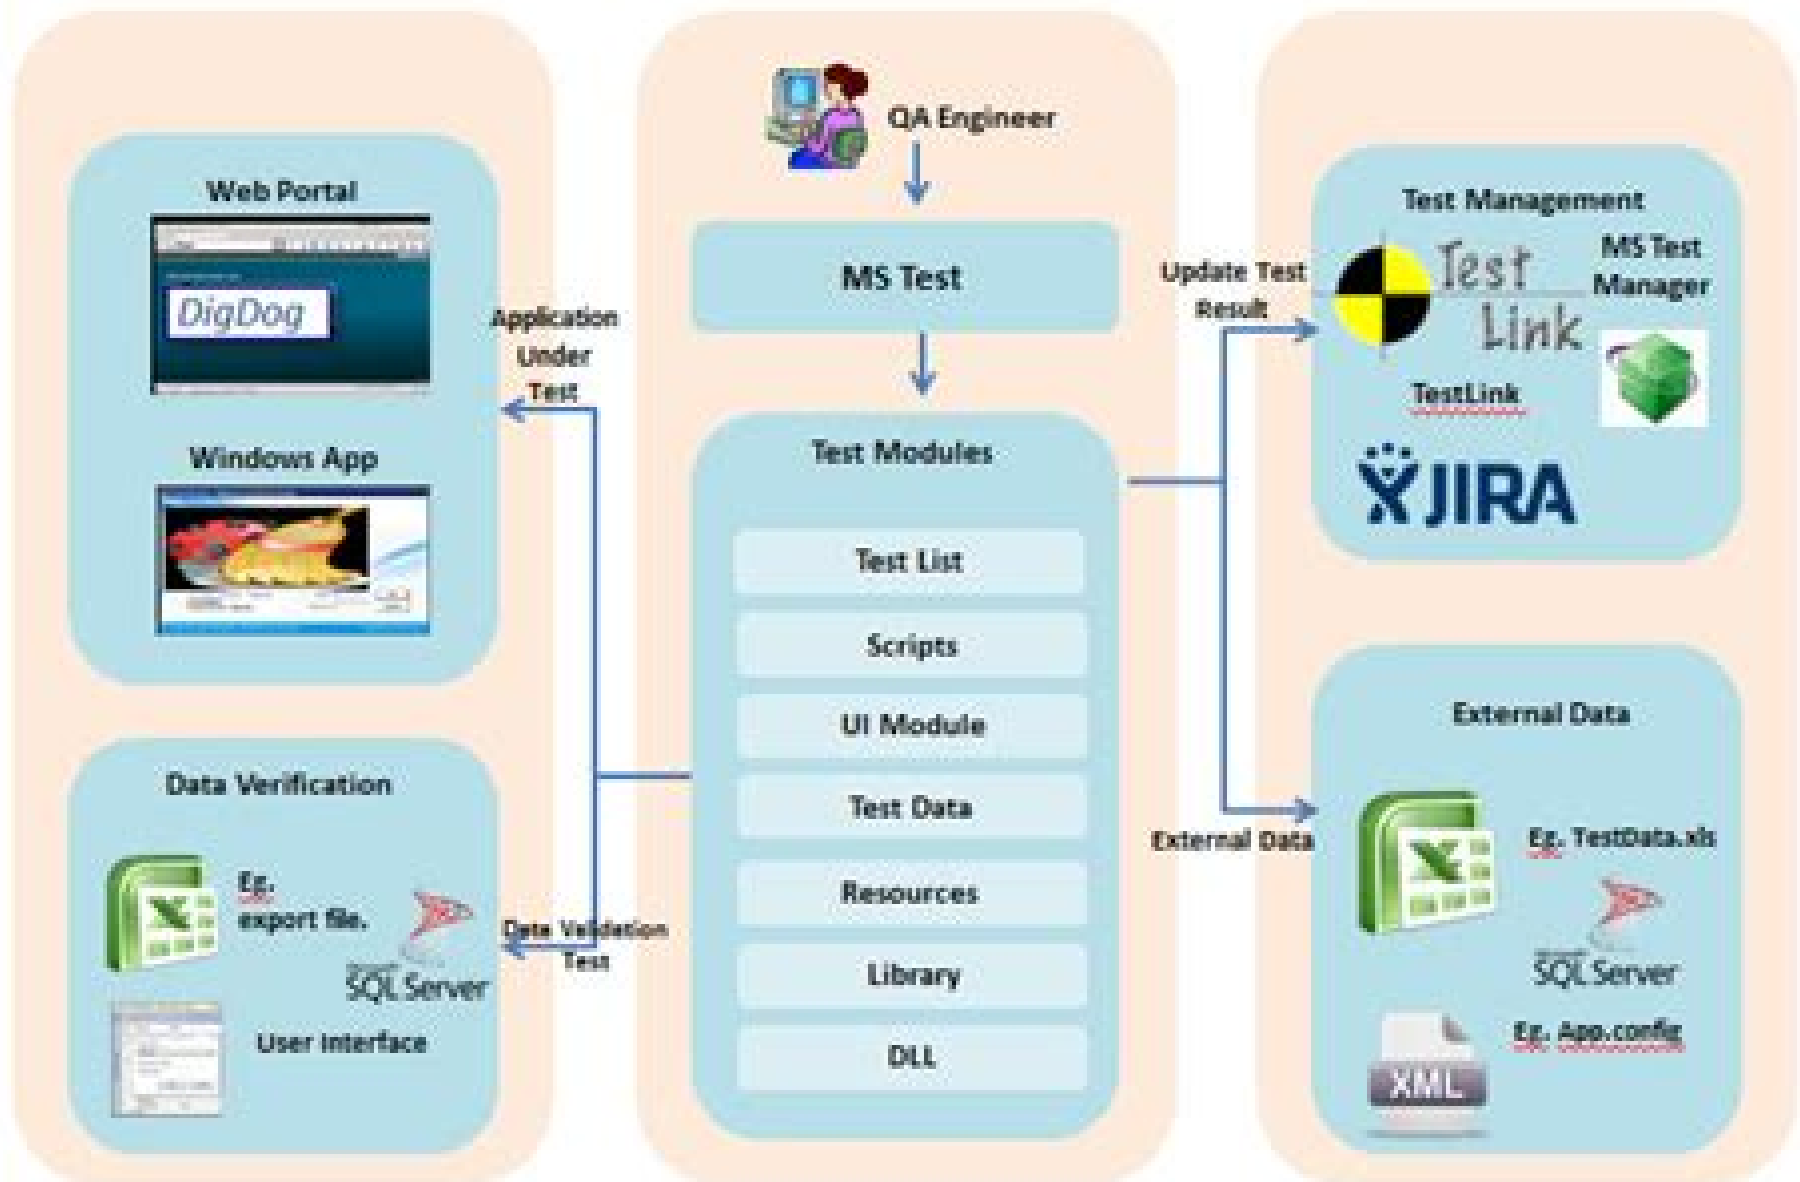 Web Portal
DigDog
Windows App
Data Verification
Eg.
export file.
SQL Server
User Interface
Application
Under
Test
Data Validation
Test
QA Engineer
MS Test
Test Modules
Test List
Scripts
UI Module
Test Data
Resources
Library
DLL
Update Test
Result
External Data
Test Management
Test
Link
MS Test
Manager
TestLink
JIRA
External Data
Eg. TestData.xls
SQL Server
Eg. App.config
XML